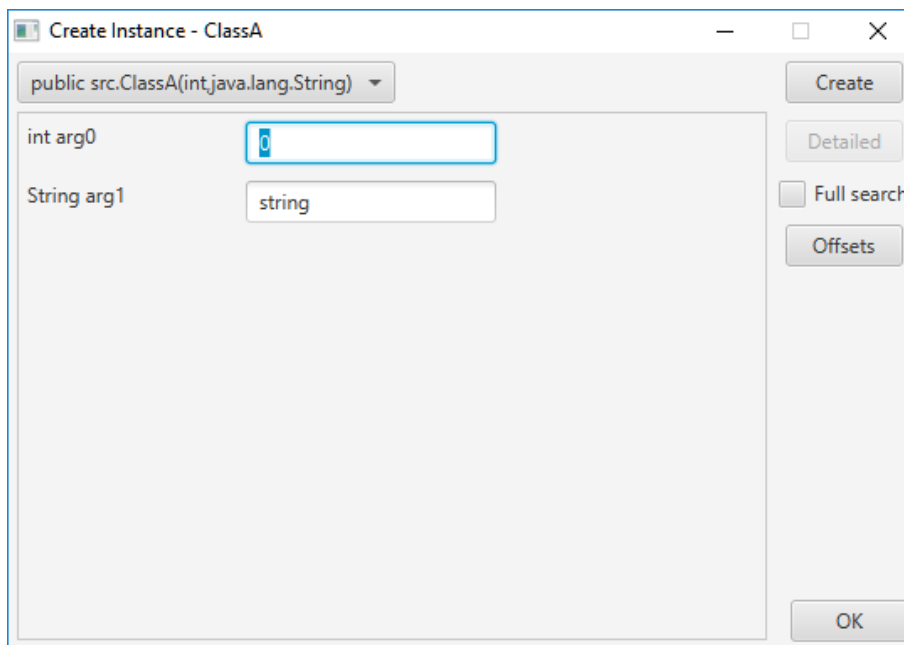 Create Instance - ClassA
public src.ClassA(int,java.lang.String)
Create
int arg0
0
Detailed
String arg1
string
Full search
Offsets
OK